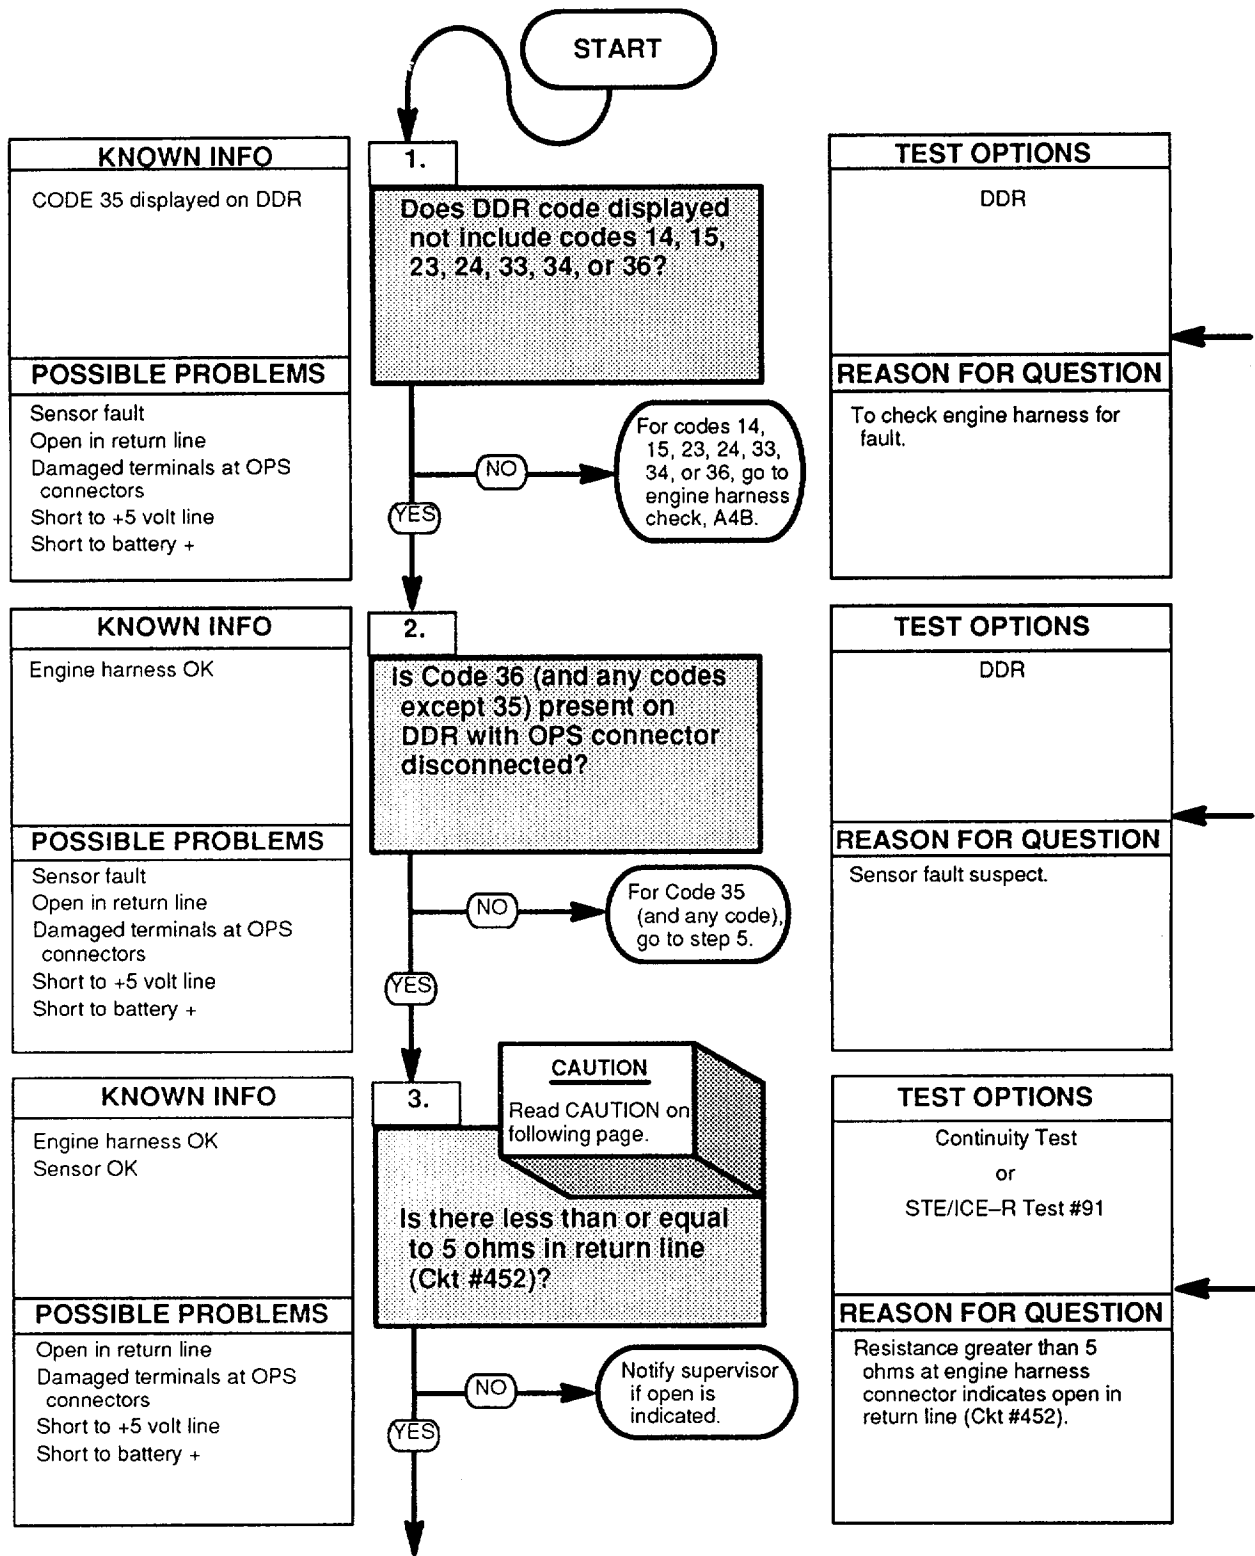 START
KNOWN INFO
CODE 35 displayed on DDR
POSSIBLE PROBLEMS
Sensor fault
Open in return line
Damaged terminals at OPS
connectors
Short to +5 volt line
Short to battery +
1.
Does DDR code displayed
not include codes 14, 15,
23, 24, 33, 34, or 36?
NO
For codes 14,
15, 23, 24, 33,
34, or 36, go to
engine harness
check, A4B.
YES
TEST OPTIONS
DDR
REASON FOR QUESTION
To check engine harness for
fault.
KNOWN INFO
Engine harness OK
POSSIBLE PROBLEMS
Sensor fault
Open in return line
Damaged terminals at OPS
connectors
Short to +5 volt line
Short to battery +
2.
Is Code 36 (and any codes
except 35) present on
DDR with OPS connector
disconnected?
NO
For Code 35
(and any code),
go to step 5.
YES
TEST OPTIONS
DDR
REASON FOR QUESTION
Sensor fault suspect.
KNOWN INFO
Engine harness OK
Sensor OK
POSSIBLE PROBLEMS
Open in return line
Damaged terminals at OPS
connectors
Short to +5 volt line
Short to battery +
3.
CAUTION
Read CAUTION on
following page.
Is there less than or equal
to 5 ohms in return line
(Ckt #452)?
NO
Notify supervisor
if open is
indicated.
YES
TEST OPTIONS
Continuity Test
or
STE/ICE–R Test #91
REASON FOR QUESTION
Resistance greater than 5
ohms at engine harness
connector indicates open in
return line (Ckt #452).